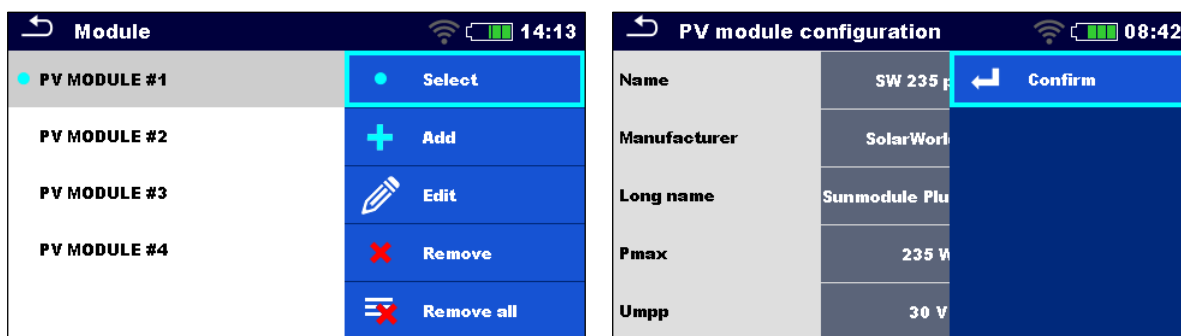 Module 14:13
PV MODULE #1 Select
PV MODULE #2 Add
PV MODULE #3 Edit
PV MODULE #4 Remove
Remove all
PV module configuration 08:42
Name SW 235 p Confirm
Manufacturer SolarWorl
Long name Sunmodule Plu
Pmax 235 W
Umpp 30 V